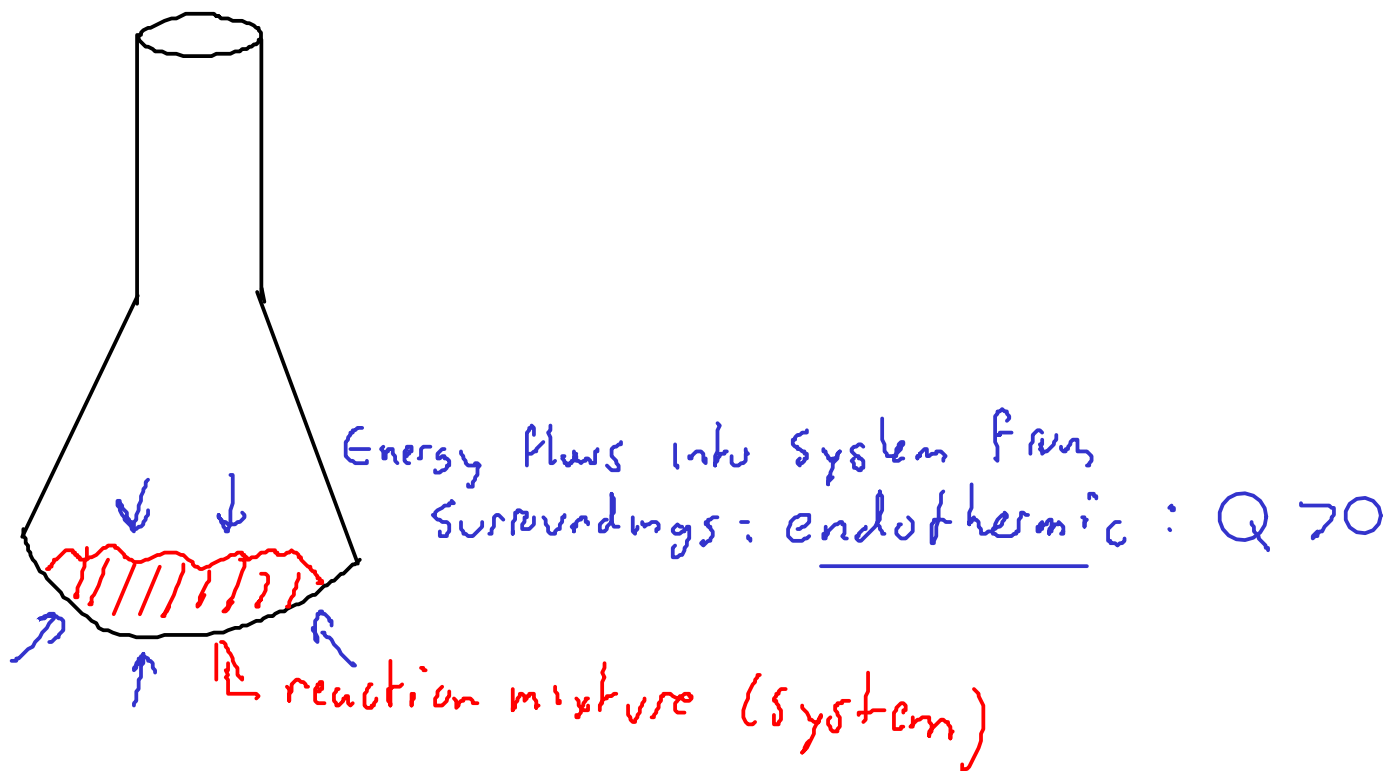 Energy flows into system from
surroundings: endothermic : Q >0
reaction mixture (system)